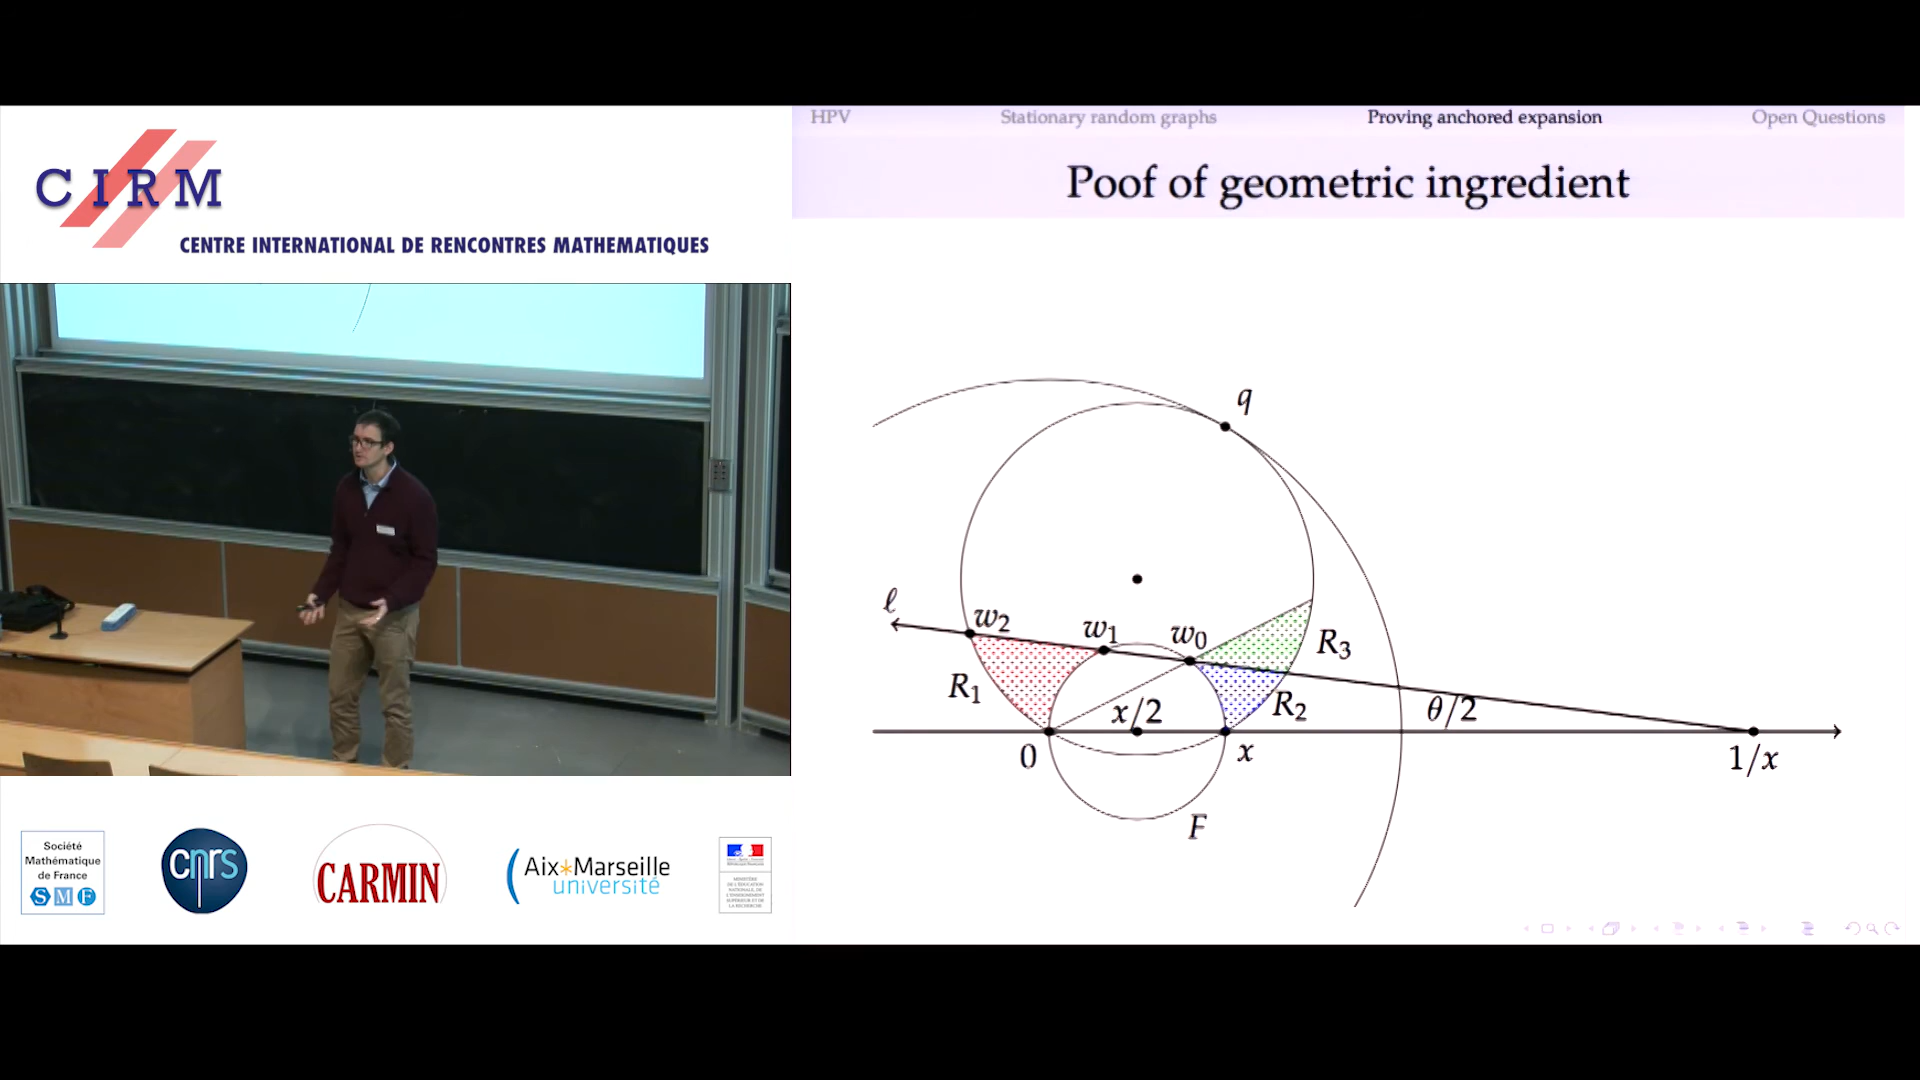 CIRM
CENTRE INTERNATIONAL DE RENCONTRES MATHEMATIQUES
HPV Stationary random graphs Proving anchored expansion Open Questions
Poof of geometric ingredient
q
ℓ
w₂
w₁
w₀
R₃
R₁
x/2
R₂
θ/2
0
x
1/x
F
Société
Mathématique
de France
SMF
cnrs
CARMIN
Aix*Marseille
université